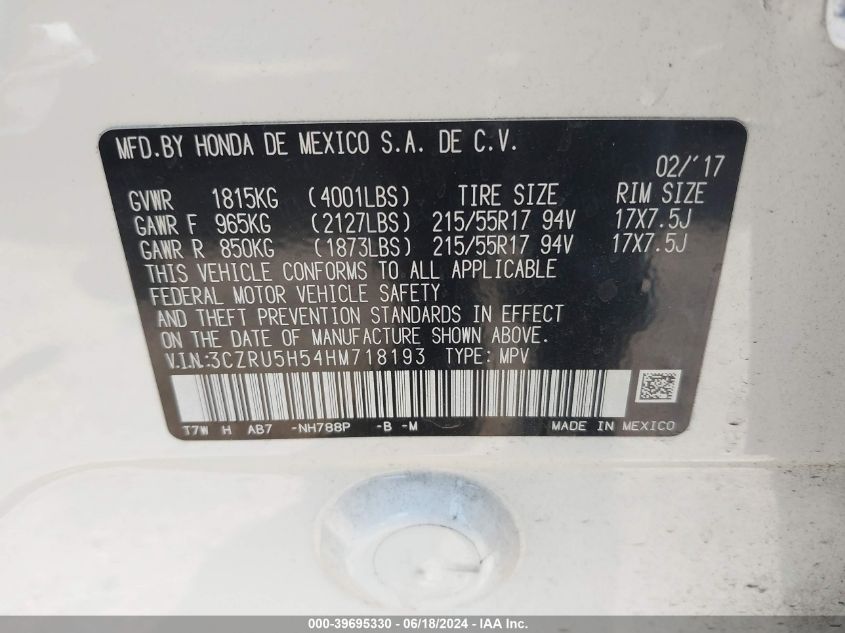 MFD.BY HONDA DE MEXICO S.A. DE C.V.
02/'17
GVWR 1815KG (4001LBS) TIRE SIZE RIM SIZE
GAWR F 965KG (2127LBS) 215/55R17 94V 17X7.5J
GAWR R 850KG (1873LBS) 215/55R17 94V 17X7.5J
THIS VEHICLE CONFORMS TO ALL APPLICABLE
FEDERAL MOTOR VEHICLE SAFETY
AND THEFT PREVENTION STANDARDS IN EFFECT
ON THE DATE OF MANUFACTURE SHOWN ABOVE.
V.I.N:3CZRU5H54HM718193 TYPE: MPV
T7W H AB7 -NH788P -B -M MADE IN MEXICO
000-39695330 - 06/18/2024 - IAA Inc.